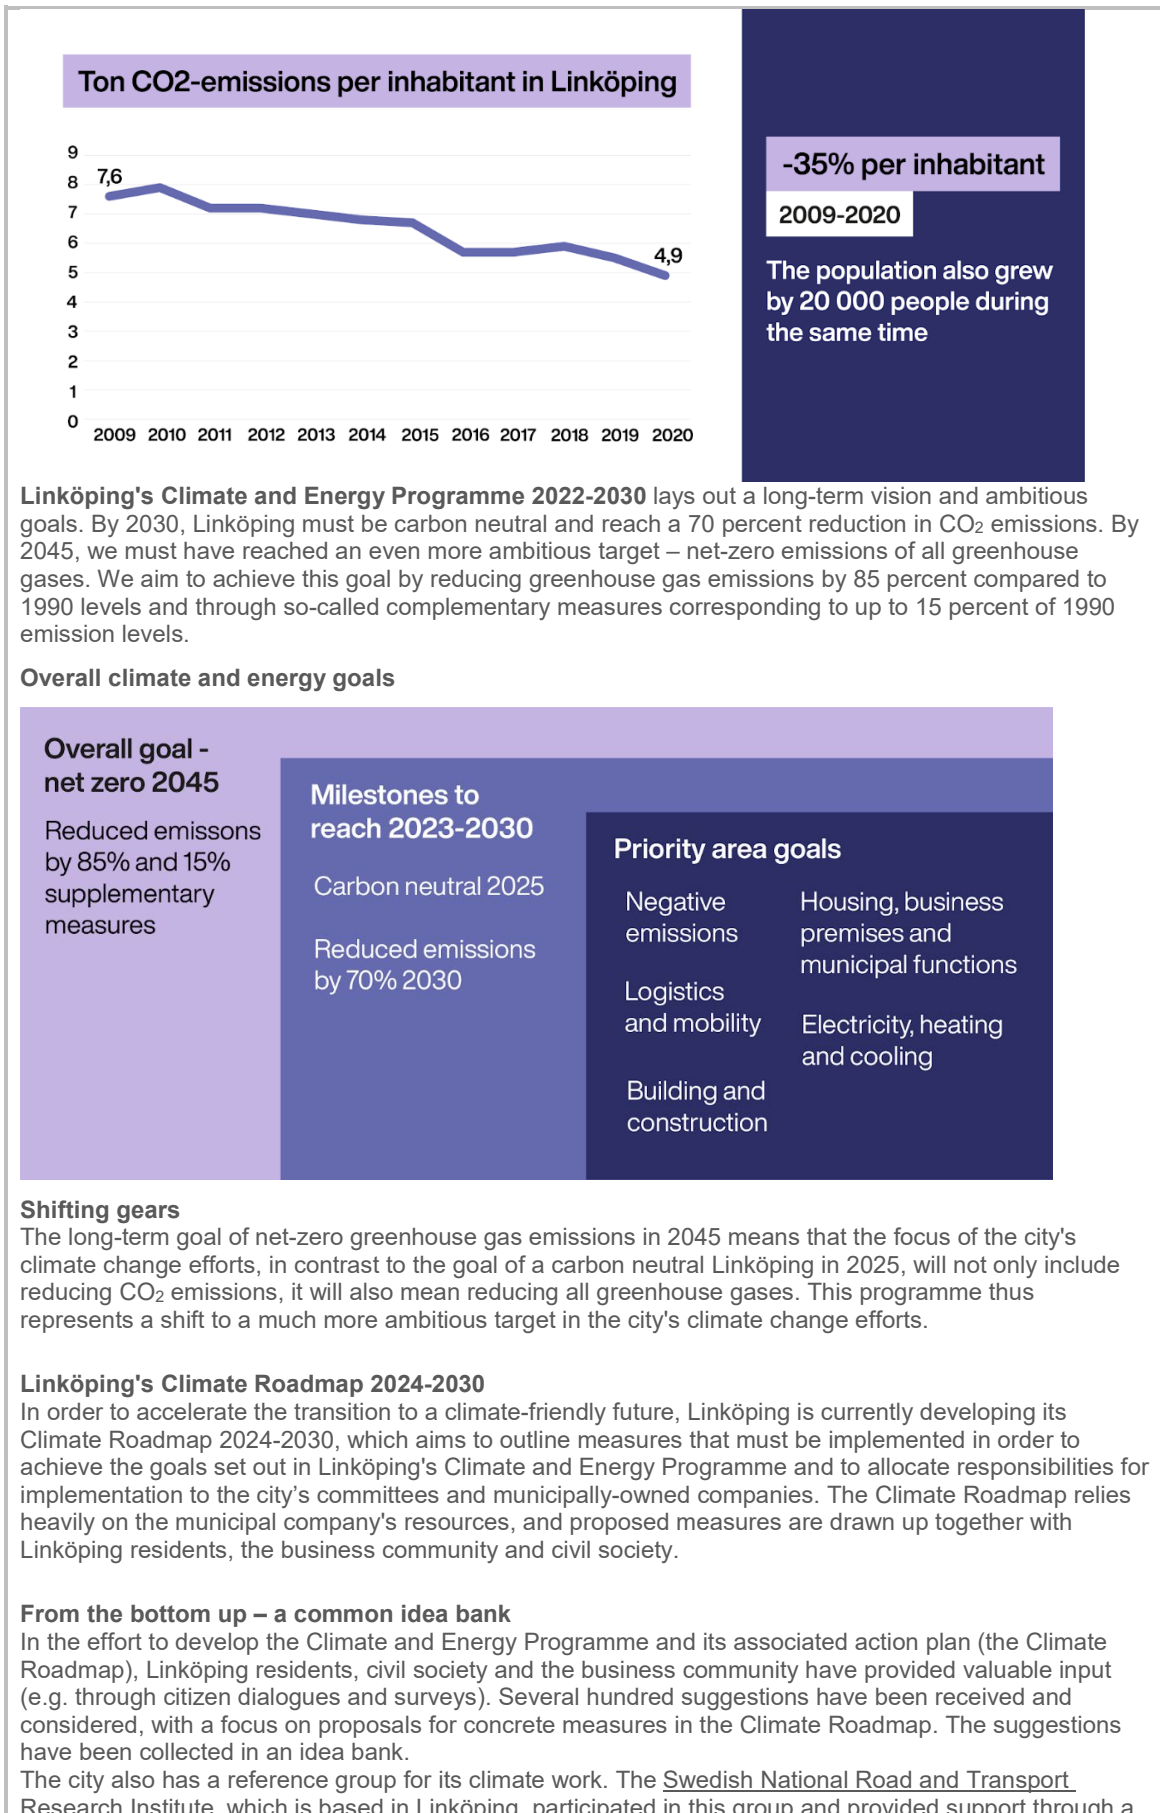 Ton CO2-emissions per inhabitant in Linköping
9
8
7
6
5
4
3
2
1
0
7,6
4,9
2009 2010 2011 2012 2013 2014 2015 2016 2017 2018 2019 2020
-35% per inhabitant
2009-2020
The population also grew
by 20 000 people during
the same time
Linköping's Climate and Energy Programme 2022-2030 lays out a long-term vision and ambitious
goals. By 2030, Linköping must be carbon neutral and reach a 70 percent reduction in CO2 emissions. By
2045, we must have reached an even more ambitious target – net-zero emissions of all greenhouse
gases. We aim to achieve this goal by reducing greenhouse gas emissions by 85 percent compared to
1990 levels and through so-called complementary measures corresponding to up to 15 percent of 1990
emission levels.
Overall climate and energy goals
Overall goal -
net zero 2045
Reduced emissons
by 85% and 15%
supplementary
measures
Milestones to
reach 2023-2030
Carbon neutral 2025
Reduced emissions
by 70% 2030
Priority area goals
Negative
emissions
Logistics
and mobility
Building and
construction
Housing, business
premises and
municipal functions
Electricity, heating
and cooling
Shifting gears
The long-term goal of net-zero greenhouse gas emissions in 2045 means that the focus of the city's
climate change efforts, in contrast to the goal of a carbon neutral Linköping in 2025, will not only include
reducing CO2 emissions, it will also mean reducing all greenhouse gases. This programme thus
represents a shift to a much more ambitious target in the city's climate change efforts.
Linköping's Climate Roadmap 2024-2030
In order to accelerate the transition to a climate-friendly future, Linköping is currently developing its
Climate Roadmap 2024-2030, which aims to outline measures that must be implemented in order to
achieve the goals set out in Linköping's Climate and Energy Programme and to allocate responsibilities for
implementation to the city’s committees and municipally-owned companies. The Climate Roadmap relies
heavily on the municipal company's resources, and proposed measures are drawn up together with
Linköping residents, the business community and civil society.
From the bottom up – a common idea bank
In the effort to develop the Climate and Energy Programme and its associated action plan (the Climate
Roadmap), Linköping residents, civil society and the business community have provided valuable input
(e.g. through citizen dialogues and surveys). Several hundred suggestions have been received and
considered, with a focus on proposals for concrete measures in the Climate Roadmap. The suggestions
have been collected in an idea bank.
The city also has a reference group for its climate work. The Swedish National Road and Transport
Research Institute, which is based in Linköping, participated in this group and provided support through a